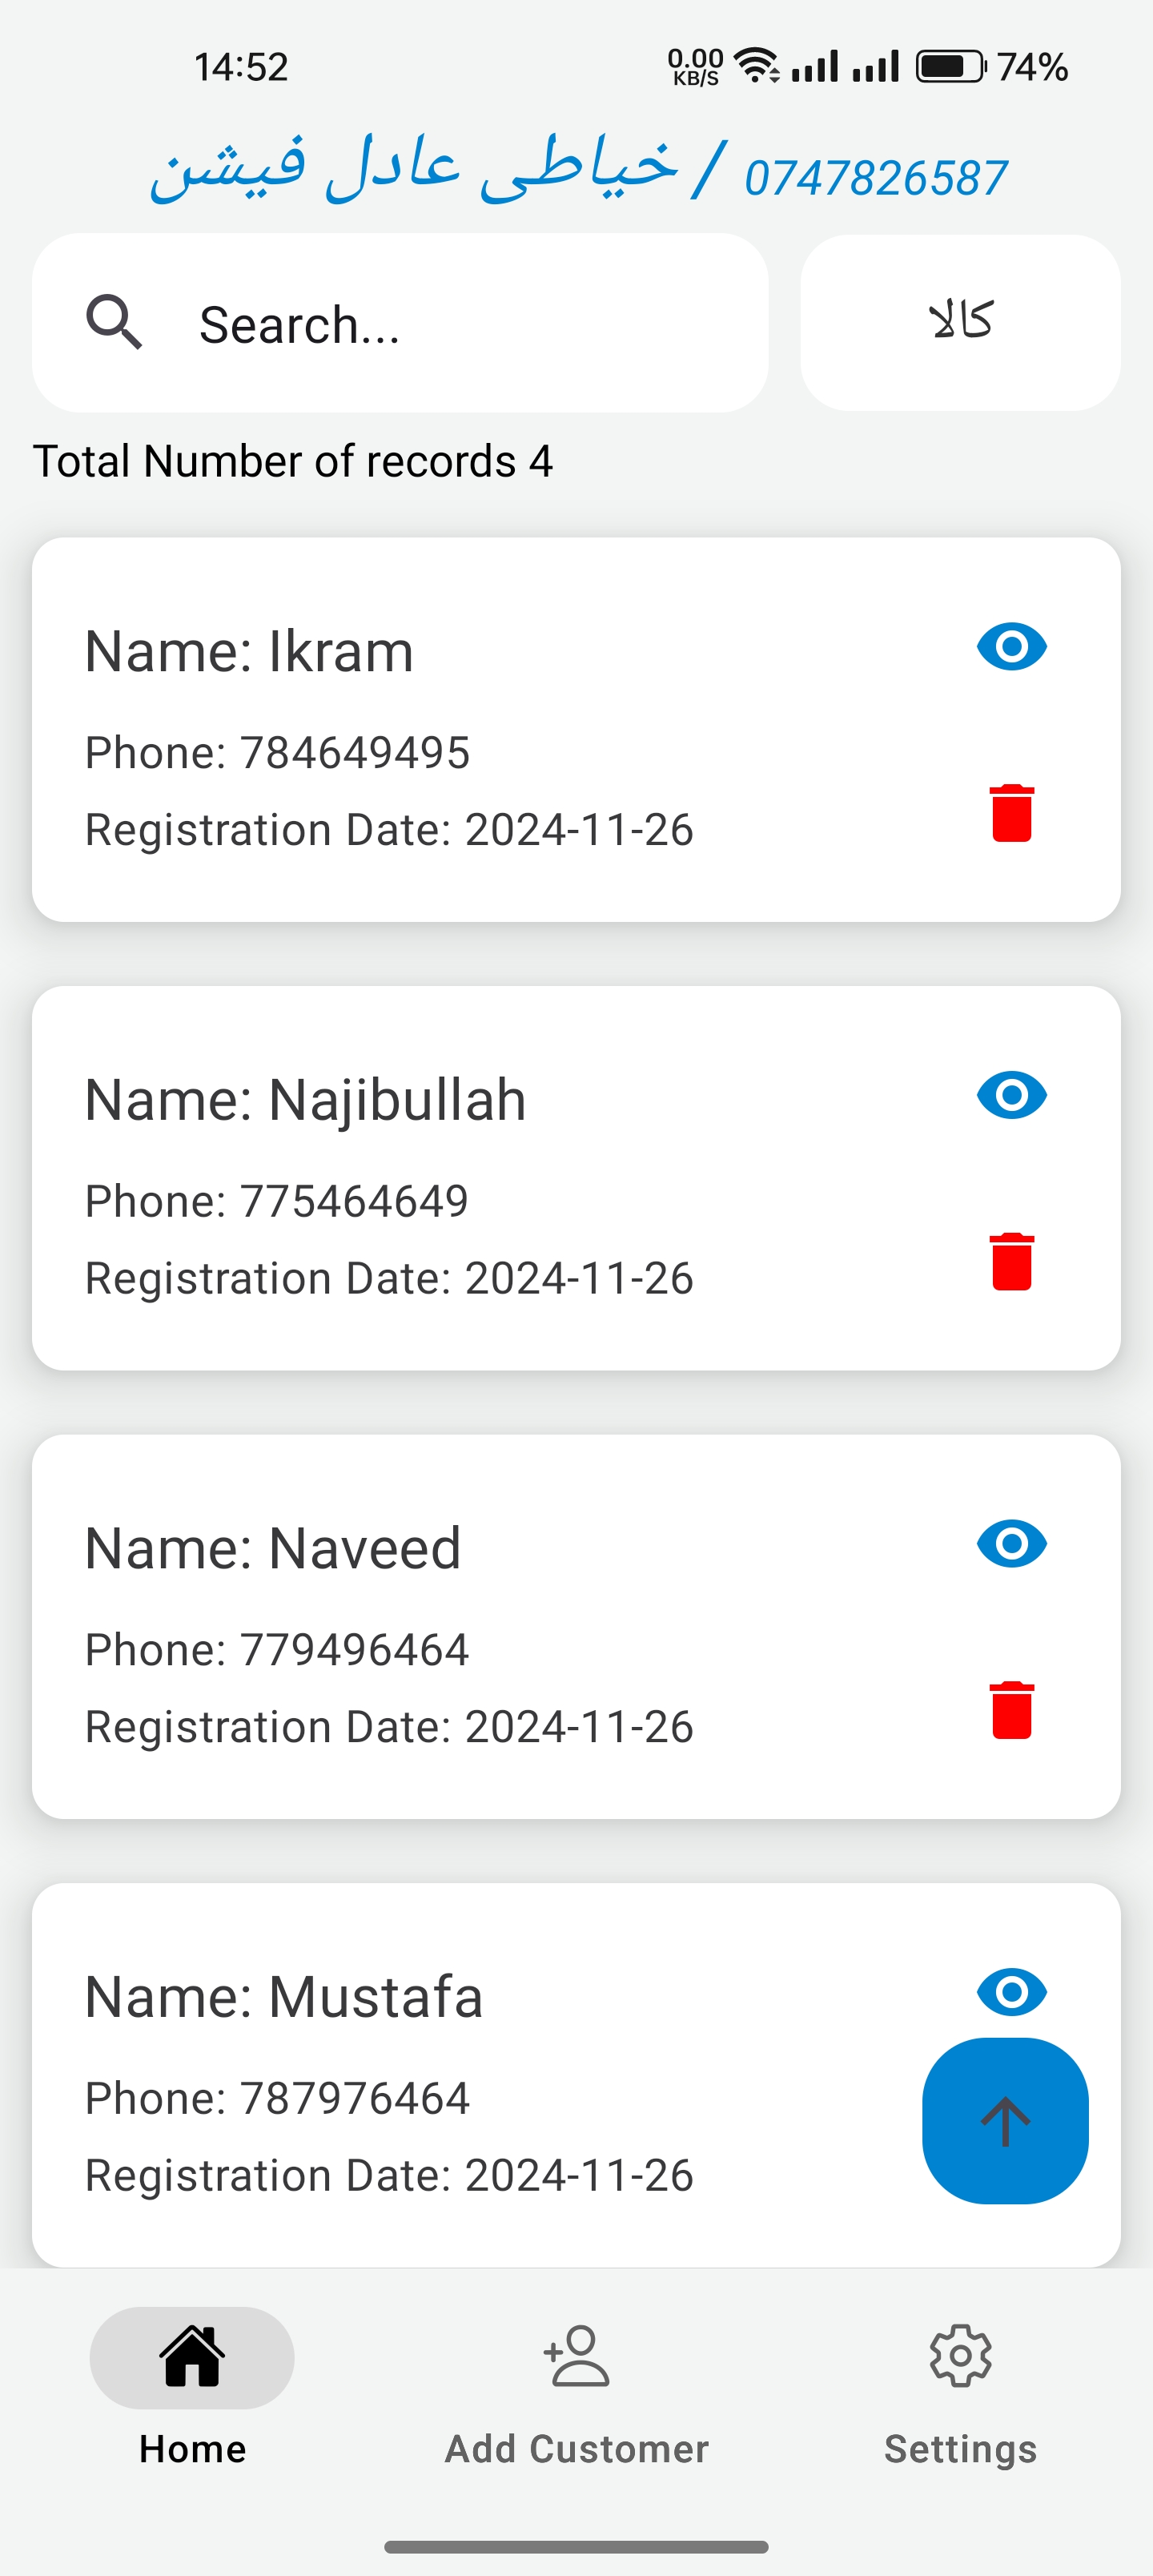 14:52 0.00 KB/S 74%
خیاطی عادل فیشن / 0747826587
Search...
کالا
Total Number of records 4
Name: Ikram
Phone: 784649495
Registration Date: 2024-11-26
Name: Najibullah
Phone: 775464649
Registration Date: 2024-11-26
Name: Naveed
Phone: 779496464
Registration Date: 2024-11-26
Name: Mustafa
Phone: 787976464
Registration Date: 2024-11-26
Home
Add Customer
Settings